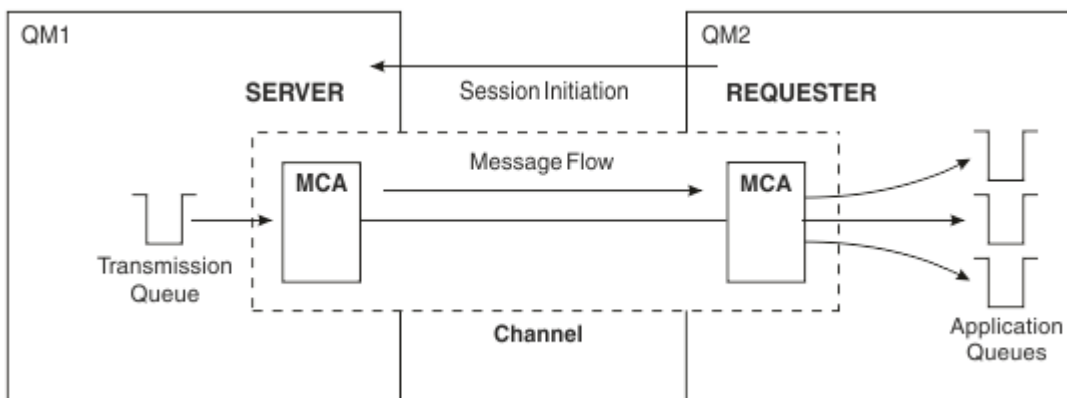 QM1
QM2
SERVER
Session Initiation
REQUESTER
Message Flow
MCA
MCA
Transmission
Queue
Channel
Application
Queues